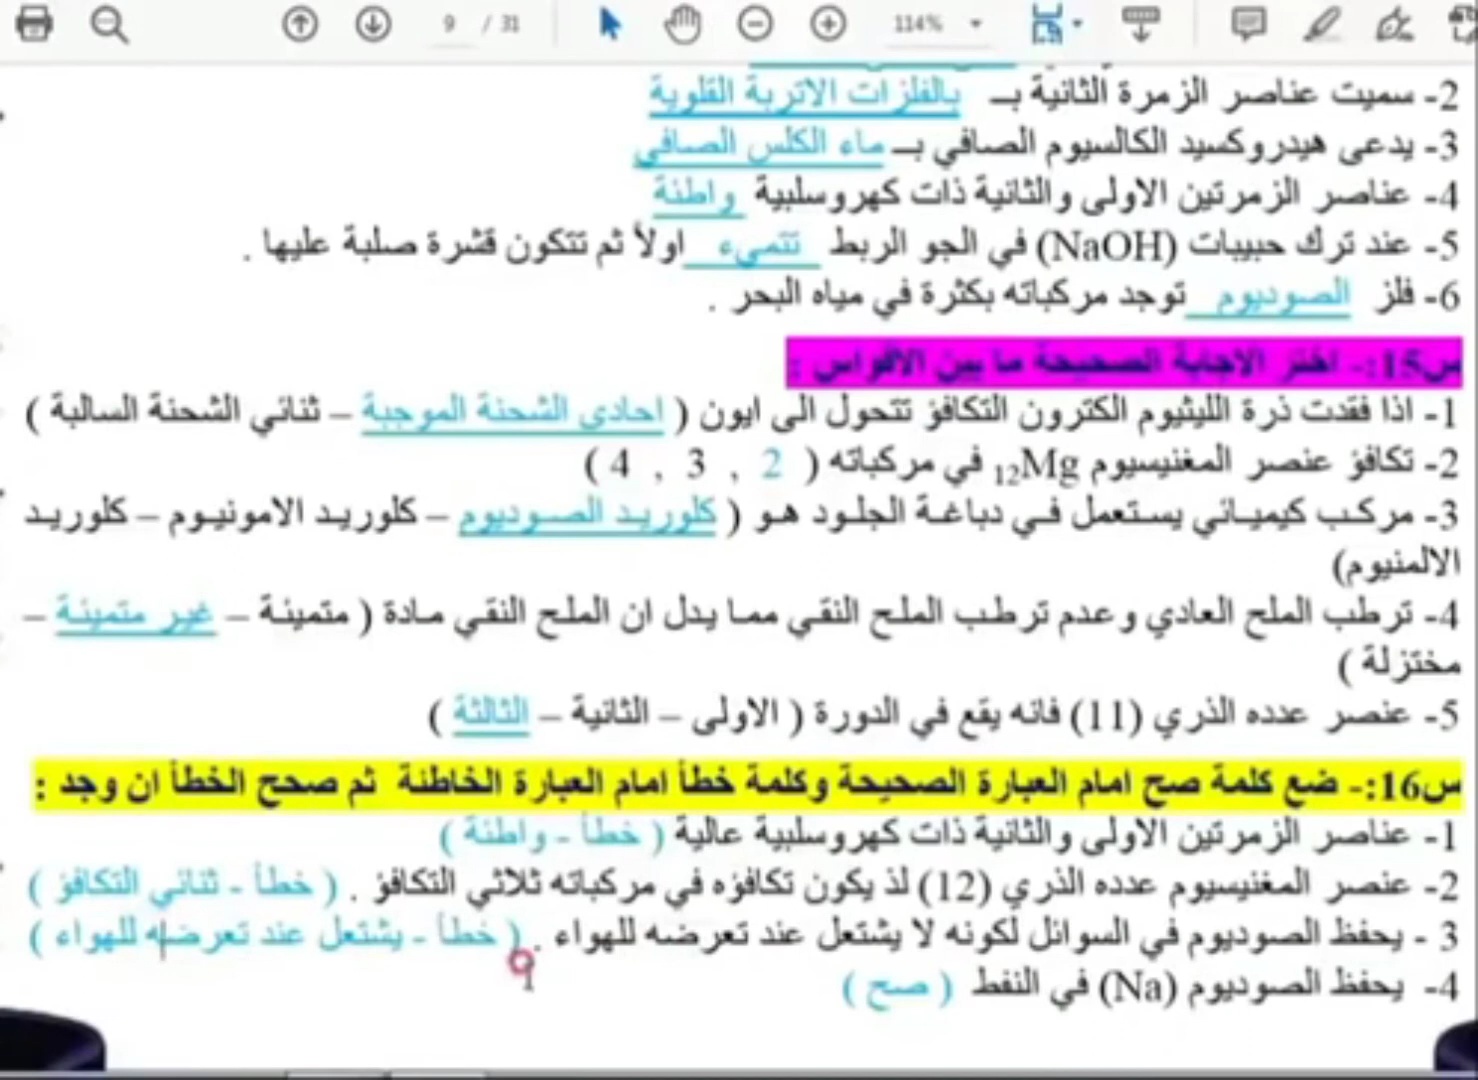 9 / 31 114%
2- سميت عناصر الزمرة الثانية بـ بالفلزات الاتربة القلوية
3- يدعى هيدروكسيد الكالسيوم الصافي بـ ماء الكلس الصافي
4- عناصر الزمرتين الاولى والثانية ذات كهروسلبية واطئة
5- عند ترك حبيبات (NaOH) في الجو الربط تتميء اولاً ثم تتكون قشرة صلبة عليها .
6- فلز الصوديوم توجد مركباته بكثرة في مياه البحر .
س15:- اختر الاجابة الصحيحة ما بين الاقواس :
1- اذا فقدت ذرة الليثيوم الكترون التكافؤ تتحول الى ايون ( احادي الشحنة الموجبة – ثنائي الشحنة السالبة )
2- تكافؤ عنصر المغنيسيوم 12Mg في مركباته ( 2 , 3 , 4 )
3- مركب كيميائي يستعمل في دباغة الجلود هو ( كلوريد الصوديوم – كلوريد الامونيوم – كلوريد
الالمنيوم)
4- ترطب الملح العادي وعدم ترطب الملح النقي مما يدل ان الملح النقي مادة ( متميئة – غير متميئة –
مختزلة )
5- عنصر عدده الذري (11) فانه يقع في الدورة ( الاولى – الثانية – الثالثة )
س16:- ضع كلمة صح امام العبارة الصحيحة وكلمة خطأ امام العبارة الخاطئة ثم صحح الخطأ ان وجد :
1- عناصر الزمرتين الاولى والثانية ذات كهروسلبية عالية ( خطأ - واطئة )
2- عنصر المغنيسيوم عدده الذري (12) لذ يكون تكافؤه في مركباته ثلاثي التكافؤ . ( خطأ - ثنائي التكافؤ )
3 - يحفظ الصوديوم في السوائل لكونه لا يشتعل عند تعرضه للهواء . ( خطأ - يشتعل عند تعرضه للهواء )
4- يحفظ الصوديوم (Na) في النفط ( صح )